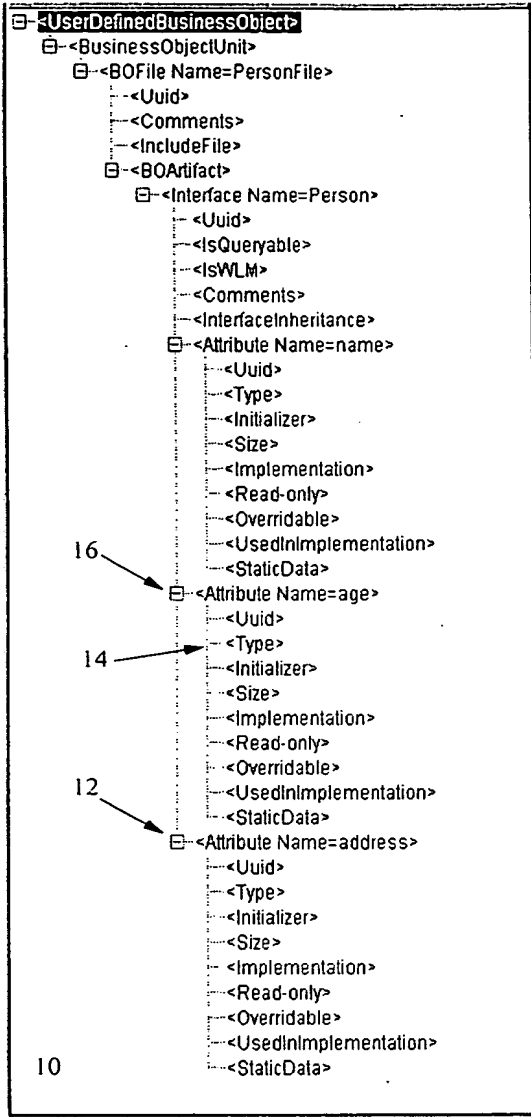 <UserDefinedBusinessObject>
<BusinessObjectUnit>
<BOFile Name=PersonFile>
<Uuid>
<Comments>
<IncludeFile>
<BOArtifact>
<Interface Name=Person>
<Uuid>
<IsQueryable>
<IsWLM>
<Comments>
<InterfaceInheritance>
<Attribute Name=name>
<Uuid>
<Type>
<Initializer>
<Size>
<Implementation>
<Read-only>
<Overridable>
<UsedInImplementation>
<StaticData>
16
<Attribute Name=age>
<Uuid>
14
<Type>
<Initializer>
<Size>
<Implementation>
<Read-only>
<Overridable>
<UsedInImplementation>
<StaticData>
12
<Attribute Name=address>
<Uuid>
<Type>
<Initializer>
<Size>
<Implementation>
<Read-only>
<Overridable>
<UsedInImplementation>
<StaticData>
10